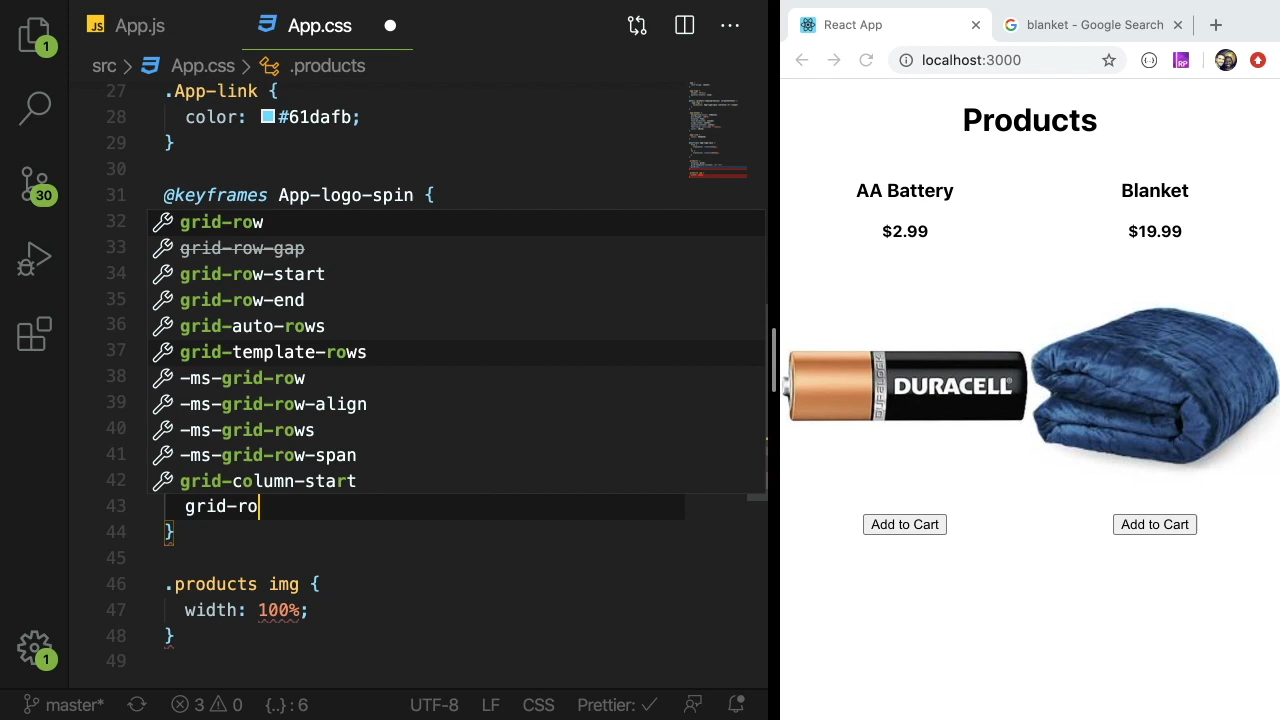 1
JS App.js
App.css
src > App.css > .products
27 .App-link {
28 color: #61dafb;
29 }
30
31 @keyframes App-logo-spin {
32 grid-row
33 grid-row-gap
34 grid-row-start
35 grid-row-end
36 grid-auto-rows
37 grid-template-rows
38 -ms-grid-row
39 -ms-grid-row-align
40 -ms-grid-rows
41 -ms-grid-row-span
42 grid-column-start
43 grid-ro
44 }
45
46 .products img {
47 width: 100%;
48 }
49
30
1
master* 3 0 {..} : 6 UTF-8 LF CSS Prettier: ✓
React App
G blanket - Google Search
localhost:3000
RP
Products
AA Battery
$2.99
DURALOCK
DURACELL®
Add to Cart
Blanket
$19.99
Add to Cart